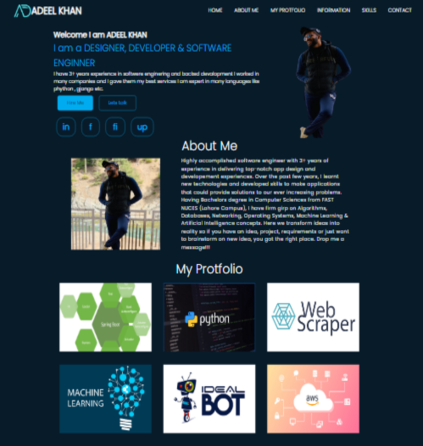 ADEEL KHAN
HOME ABOUT ME MY PROTFOLIO INFORMATION SKILLS CONTACT
Welcome I am ADEEL KHAN
I am a DESIGNER, DEVELOPER & SOFTWARE
ENGINNER
I have 3+ years experience in software enginering and backed development I worked in
many companies and I gave them my best services I am expert in many languages like
phython , gjongo etc.
Hire Me Lets Talk
in f fi up
About Me
Highly accomplished software engineer with 3+ years of
experience in delivering top-notch app design and
developement experiences. Over the past few years, I learnt
new technologies and developed skills to make applications
that could provide solutions to our ever increasing problems.
Having Bachelors degree in Computer Sciences from FAST
NUCES (Lahore Campus), I have firm grip on Algorithms,
Databases, Networking, Operating Systems, Machine Learning &
Artificial Intelligence concepts. Here we transform ideas into
reality so if you have an idea, project, requirements or just want
to brainstorm on new idea, you got the right place. Drop me a
message!!!
My Protfolio
Spring Boot
python
Web
Scraper
MACHINE
LEARNING
IDEAL
BOT
AWS